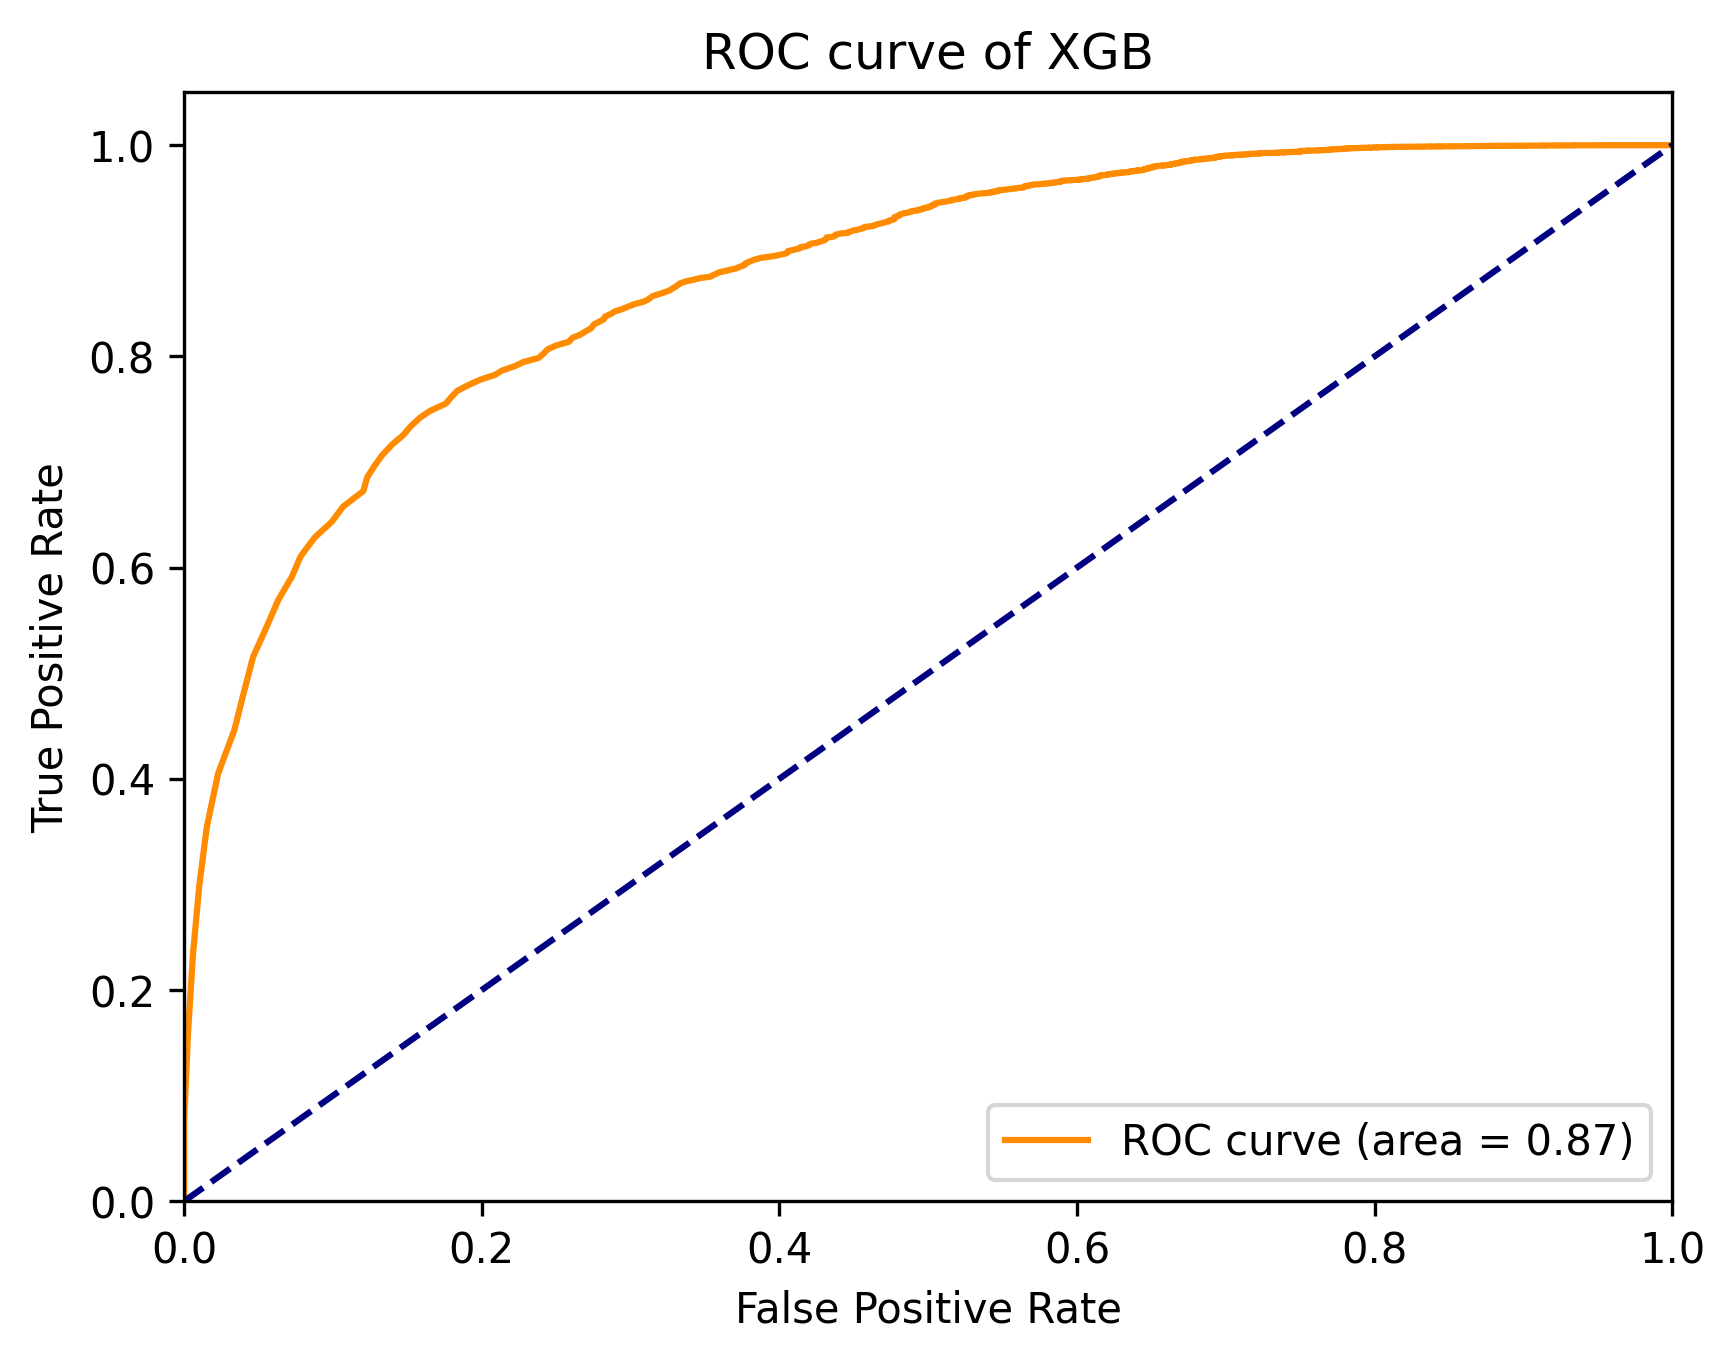 ROC curve of XGB
True Positive Rate
1.0
0.8
0.6
0.4
0.2
0.0
ROC curve (area = 0.87)
0.0 0.2 0.4 0.6 0.8 1.0
False Positive Rate